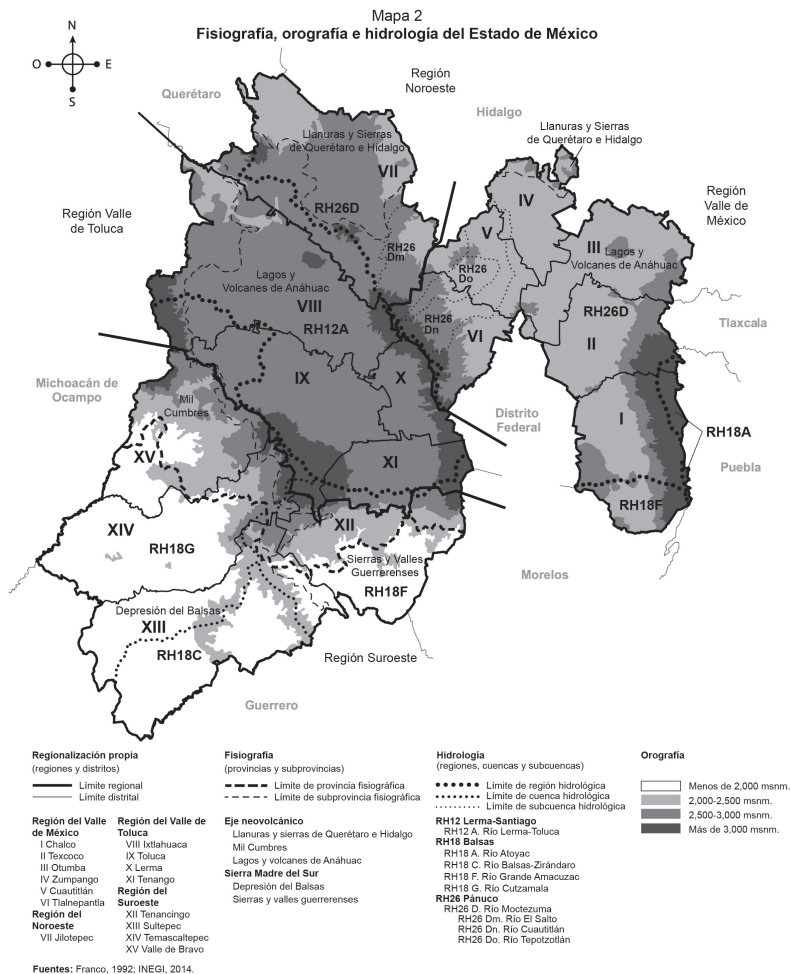 Mapa 2
Fisiografía, orografía e hidrología del Estado de México
N
O
E
S
Región
Noroeste
Querétaro
Hidalgo
Llanuras y Sierras
de Querétaro e Hidalgo
Llanuras y Sierras
de Querétaro e Hidalgo
VII
IV
Región
Valle de
México
Región Valle
de Toluca
RH26D
V
RH26
Dm
III
Lagos y
Volcanes de Anáhuac
Lagos y
Volcanes de Anáhuac
RH26
Do
VIII
RH12A
RH26
Dn
RH26D
Tlaxcala
VI
II
Michoacán de
Ocampo
IX
X
Mil
Cumbres
Distrito
Federal
I
RH18A
XV
XI
Puebla
RH18F
XIV
XII
RH18G
Sierras y Valles
Guerrerenses
Morelos
RH18F
Depresión del Balsas
XIII
RH18C
Región Suroeste
Guerrero
Regionalización propia
(regiones y distritos)
Límite regional
Límite distrital
Región del Valle
de México
I Chalco
II Texcoco
III Otumba
IV Zumpango
V Cuautitlán
VI Tlalnepantla
Región del
Noroeste
VII Jilotepec
Región del Valle de
Toluca
VIII Ixtlahuaca
IX Toluca
X Lerma
XI Tenango
Región del
Suroeste
XII Tenancingo
XIII Sultepec
XIV Temascaltepec
XV Valle de Bravo
Fisiografía
(provincias y subprovincias)
Límite de provincia fisiográfica
Límite de subprovincia fisiográfica
Eje neovolcánico
Llanuras y sierras de Querétaro e Hidalgo
Mil Cumbres
Lagos y volcanes de Anáhuac
Sierra Madre del Sur
Depresión del Balsas
Sierras y valles guerrerenses
Hidrología
(regiones, cuencas y subcuencas)
Límite de región hidrológica
Límite de cuenca hidrológica
Límite de subcuenca hidrológica
RH12 Lerma-Santiago
RH12 A. Río Lerma-Toluca
RH18 Balsas
RH18 A. Río Atoyac
RH18 C. Río Balsas-Zirándaro
RH18 F. Río Grande Amacuzac
RH18 G. Río Cutzamala
RH26 Pánuco
RH26 D. Río Moctezuma
RH26 Dm. Río El Salto
RH26 Dn. Río Cuautitlán
RH26 Do. Río Tepotzotlán
Orografía
Menos de 2,000 msnm.
2,000-2,500 msnm.
2,500-3,000 msnm.
Más de 3,000 msnm.
Fuentes: Franco, 1992; INEGI, 2014.